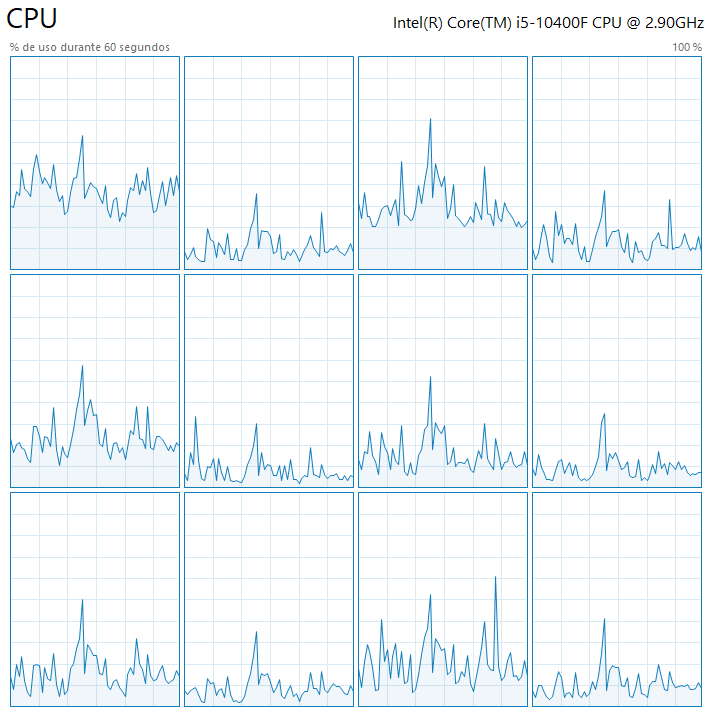 CPU
Intel(R) Core(TM) i5-10400F CPU @ 2.90GHz
% de uso durante 60 segundos
100 %